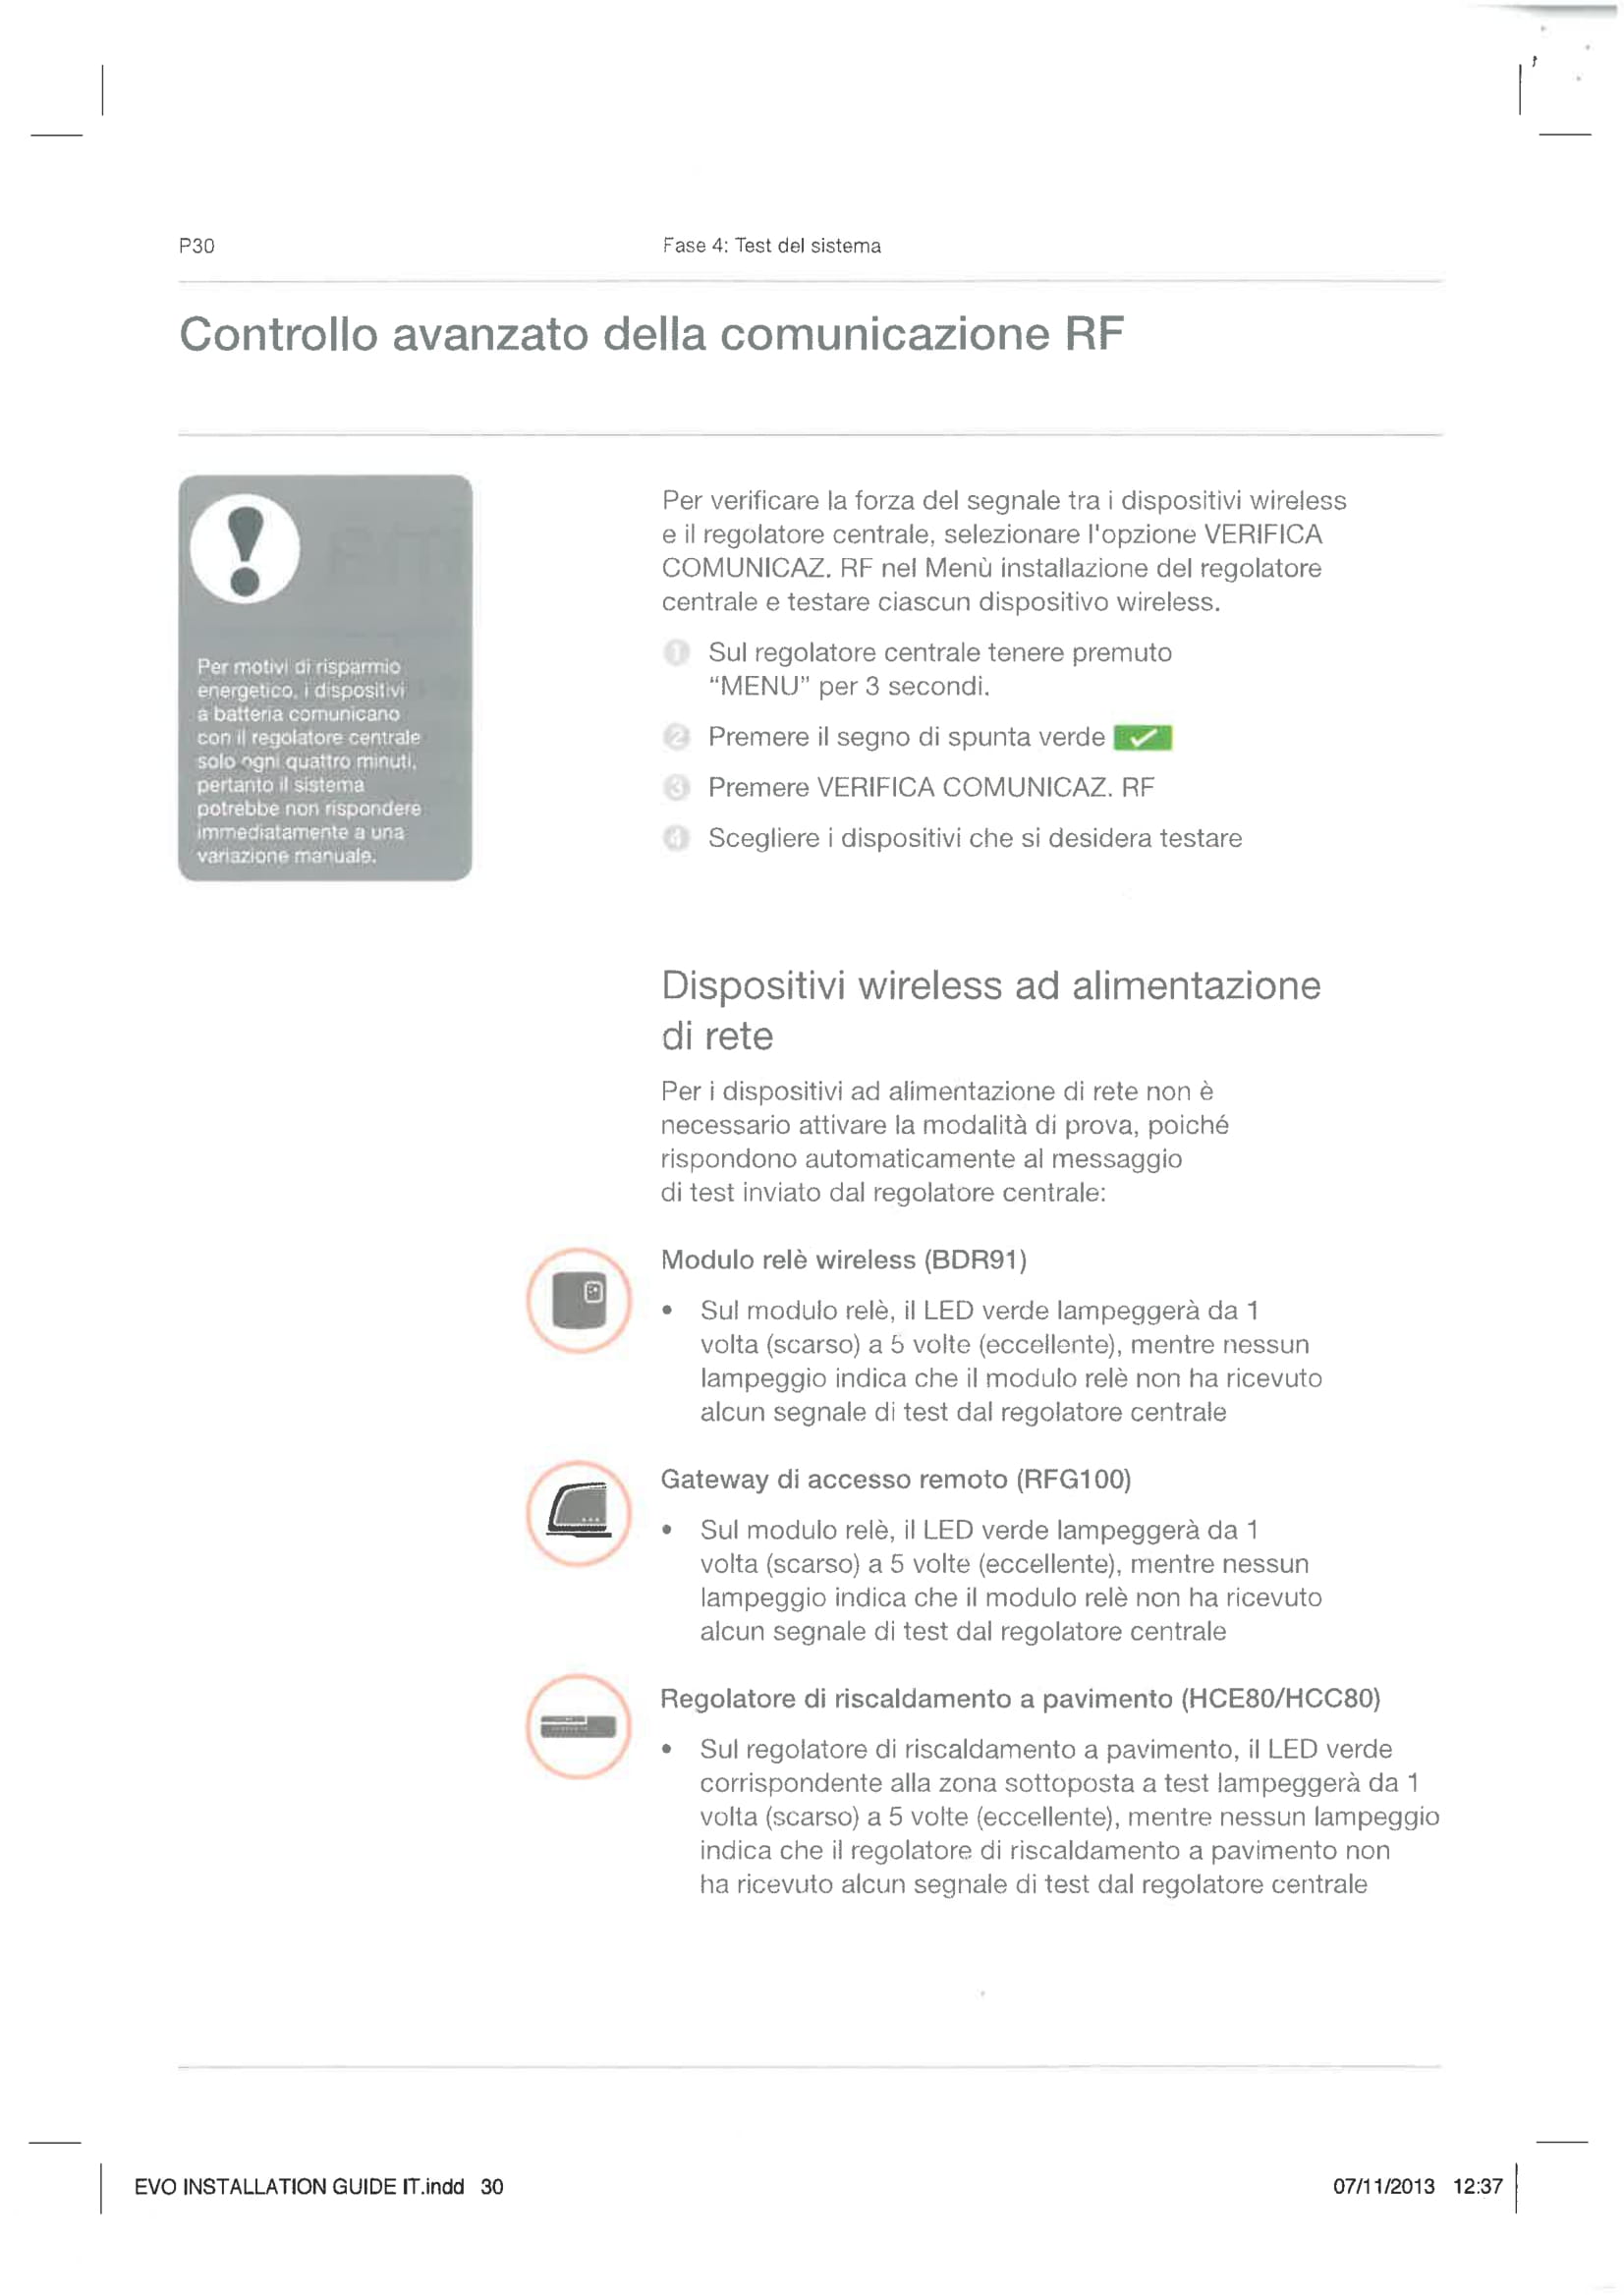 P30
Fase 4: Test del sistema
Controllo avanzato della comunicazione RF
Per motivi di risparmio
energetico, i dispositivi
a batteria comunicano
con il regolatore centrale
solo ogni quattro minuti,
pertanto il sistema
potrebbe non rispondere
immediatamente a una
variazione manuale.
Per verificare la forza del segnale tra i dispositivi wireless
e il regolatore centrale, selezionare l'opzione VERIFICA
COMUNICAZ. RF nel Menù installazione del regolatore
centrale e testare ciascun dispositivo wireless.
1 Sul regolatore centrale tenere premuto
“MENU” per 3 secondi.
2 Premere il segno di spunta verde
3 Premere VERIFICA COMUNICAZ. RF
4 Scegliere i dispositivi che si desidera testare
Dispositivi wireless ad alimentazione
di rete
Per i dispositivi ad alimentazione di rete non è
necessario attivare la modalità di prova, poiché
rispondono automaticamente al messaggio
di test inviato dal regolatore centrale:
Modulo relè wireless (BDR91)
• Sul modulo relè, il LED verde lampeggerà da 1
volta (scarso) a 5 volte (eccellente), mentre nessun
lampeggio indica che il modulo relè non ha ricevuto
alcun segnale di test dal regolatore centrale
Gateway di accesso remoto (RFG100)
• Sul modulo relè, il LED verde lampeggerà da 1
volta (scarso) a 5 volte (eccellente), mentre nessun
lampeggio indica che il modulo relè non ha ricevuto
alcun segnale di test dal regolatore centrale
Regolatore di riscaldamento a pavimento (HCE80/HCC80)
• Sul regolatore di riscaldamento a pavimento, il LED verde
corrispondente alla zona sottoposta a test lampeggerà da 1
volta (scarso) a 5 volte (eccellente), mentre nessun lampeggio
indica che il regolatore di riscaldamento a pavimento non
ha ricevuto alcun segnale di test dal regolatore centrale
EVO INSTALLATION GUIDE IT.indd 30
07/11/2013 12:37